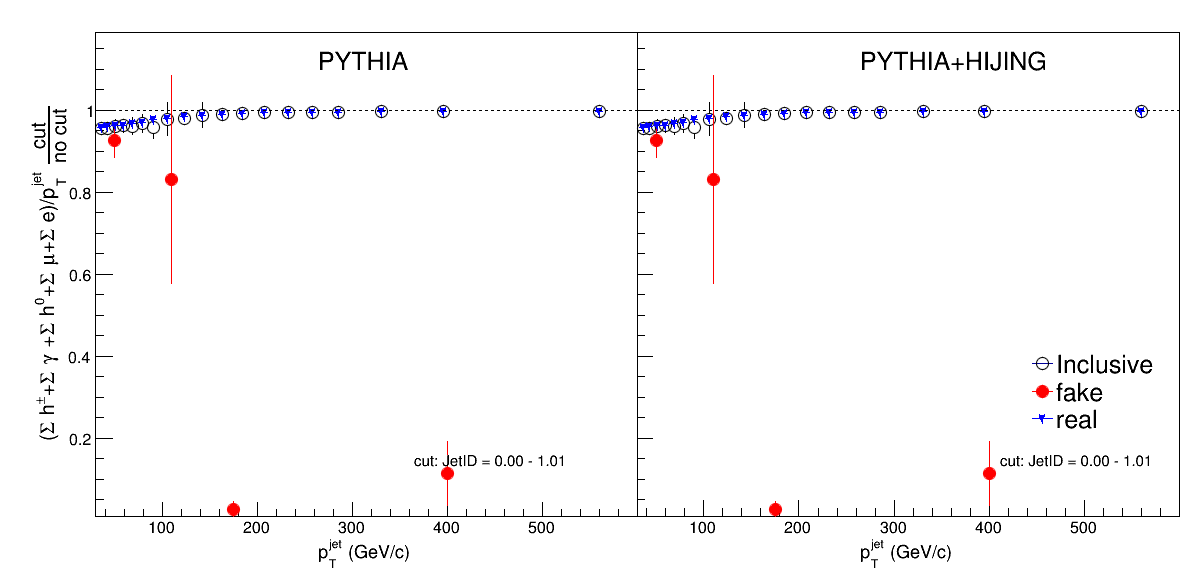 PYTHIA
PYTHIA+HIJING
(Σ h±+Σ γ +Σ h0+Σ μ+Σ e)/p_T^jet cut/no cut
1
0.8
0.6
0.4
0.2
Inclusive
fake
real
cut: JetID = 0.00 - 1.01
cut: JetID = 0.00 - 1.01
100 200 300 400 500
100 200 300 400 500
p_T^jet (GeV/c)
p_T^jet (GeV/c)